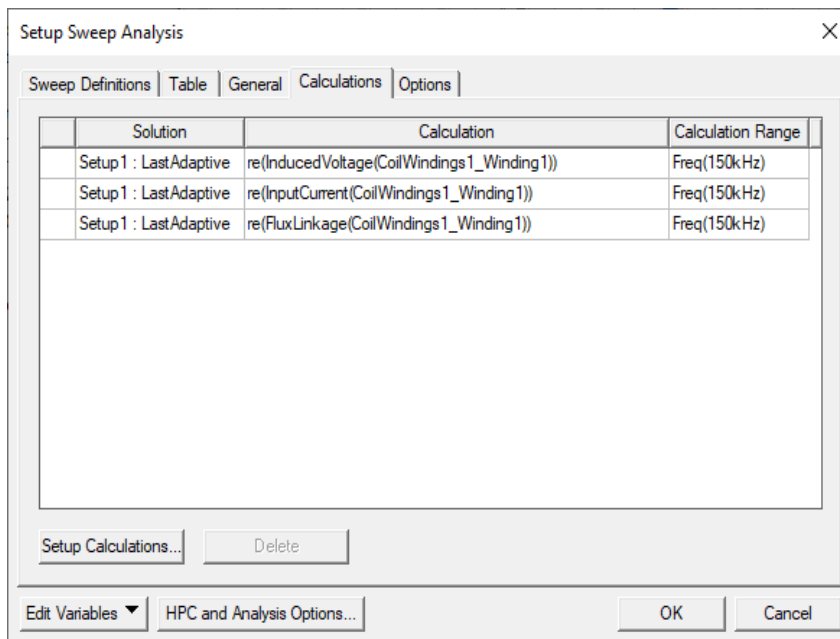 Setup Sweep Analysis
Sweep Definitions Table General Calculations Options
Solution Calculation Calculation Range
Setup1 : LastAdaptive re(InducedVoltage(CoilWindings1_Winding1)) Freq(150kHz)
Setup1 : LastAdaptive re(InputCurrent(CoilWindings1_Winding1)) Freq(150kHz)
Setup1 : LastAdaptive re(FluxLinkage(CoilWindings1_Winding1)) Freq(150kHz)
Setup Calculations... Delete
Edit Variables HPC and Analysis Options... OK Cancel